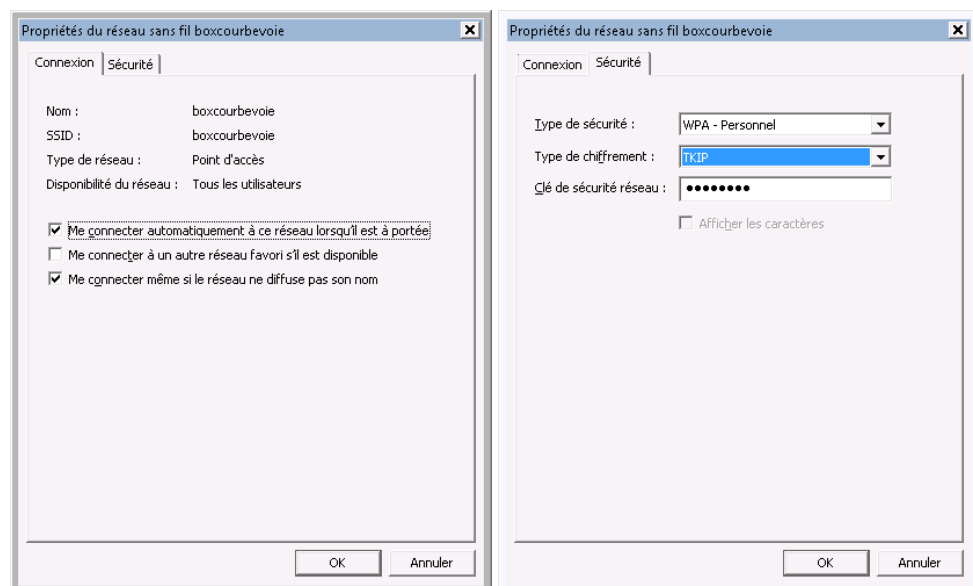 Propriétés du réseau sans fil boxcourbevoie
Connexion Sécurité
Nom : boxcourbevoie
SSID : boxcourbevoie
Type de réseau : Point d'accès
Disponibilité du réseau : Tous les utilisateurs
Me connecter automatiquement à ce réseau lorsqu'il est à portée
Me connecter à un autre réseau favori s'il est disponible
Me connecter même si le réseau ne diffuse pas son nom
OK Annuler
Propriétés du réseau sans fil boxcourbevoie
Connexion Sécurité
Type de sécurité : WPA - Personnel
Type de chiffrement : TKIP
Clé de sécurité réseau : ●●●●●●●●
Afficher les caractères
OK Annuler